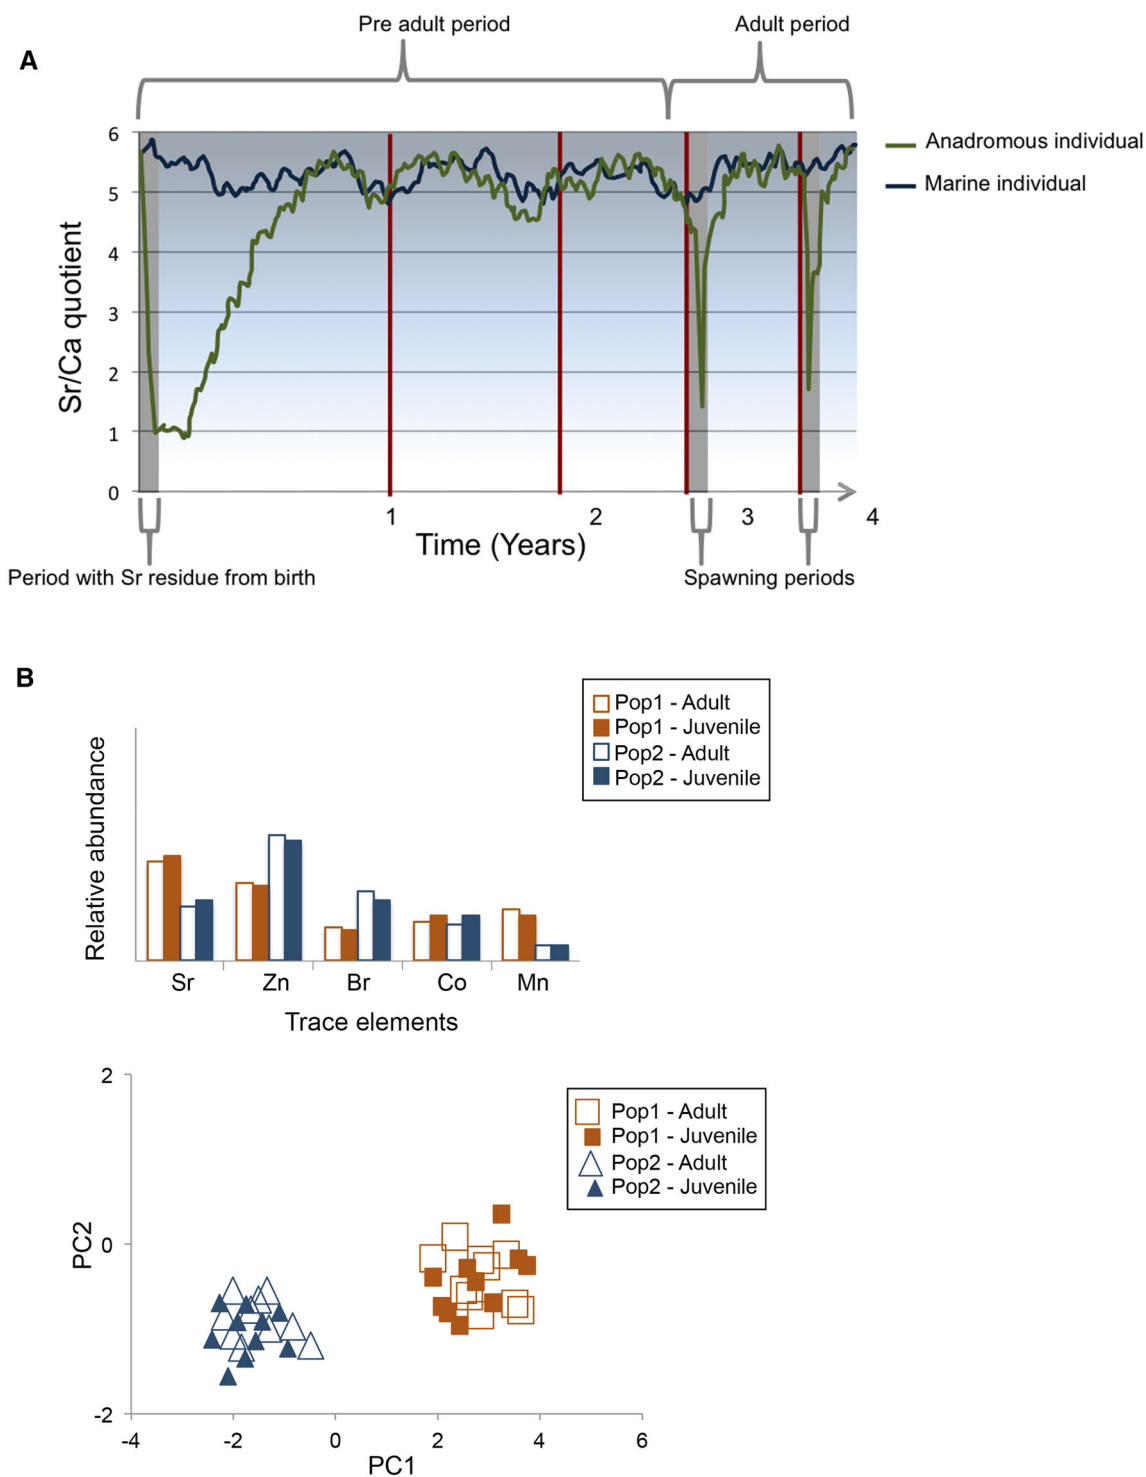 A
Pre adult period
Adult period
6
5
4
3
2
1
0
Sr/Ca quotient
Anadromous individual
Marine individual
1
2
3
4
Time (Years)
Period with Sr residue from birth
Spawning periods
B
Pop1 - Adult
Pop1 - Juvenile
Pop2 - Adult
Pop2 - Juvenile
Relative abundance
Sr
Zn
Br
Co
Mn
Trace elements
2
0
-2
PC2
Pop1 - Adult
Pop1 - Juvenile
Pop2 - Adult
Pop2 - Juvenile
-4
-2
0
2
4
6
PC1